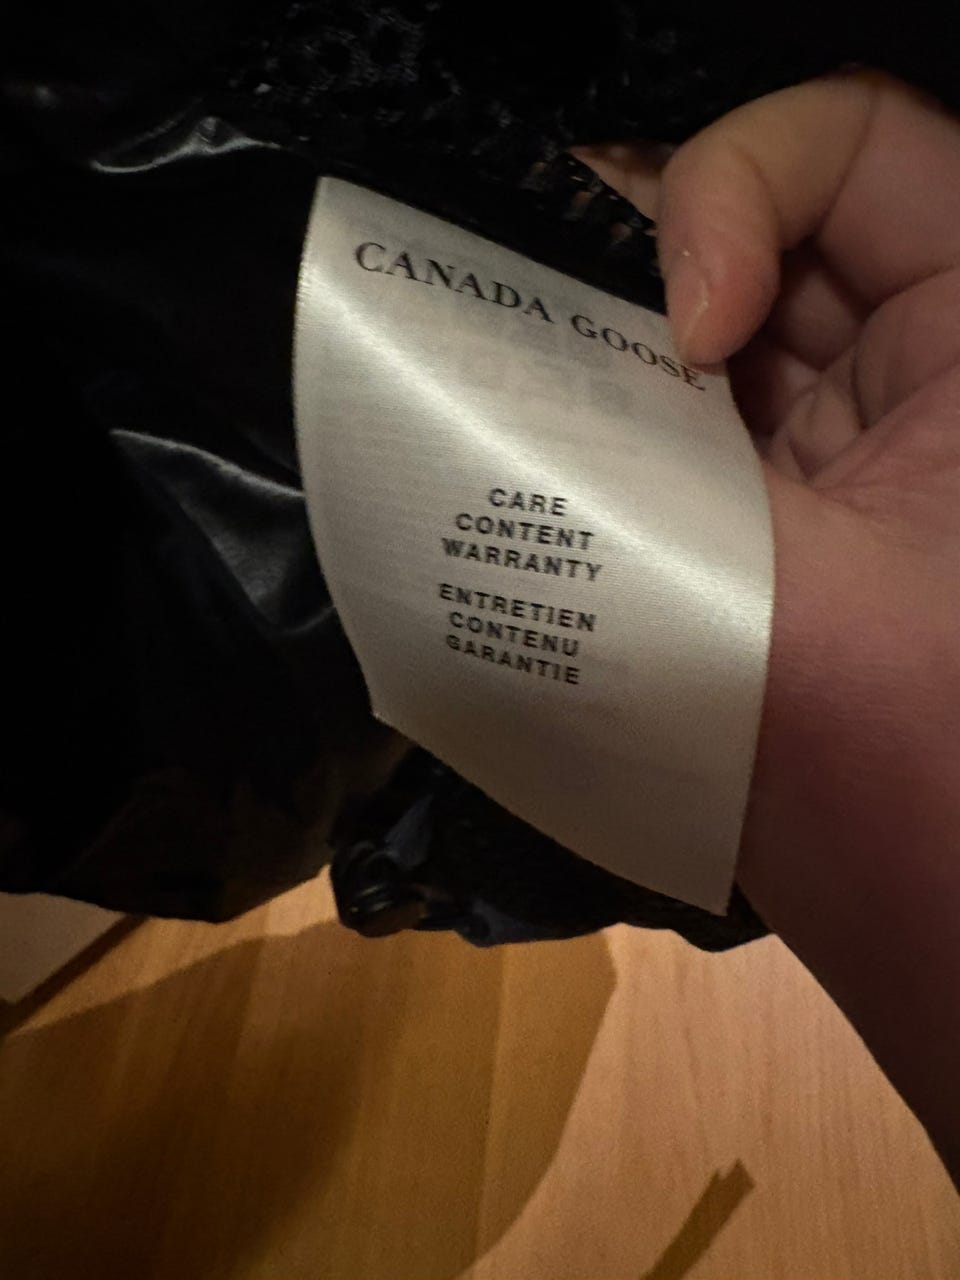 CANADA GOOSE
CARE
CONTENT
WARRANTY
ENTRETIEN
CONTENU
GARANTIE